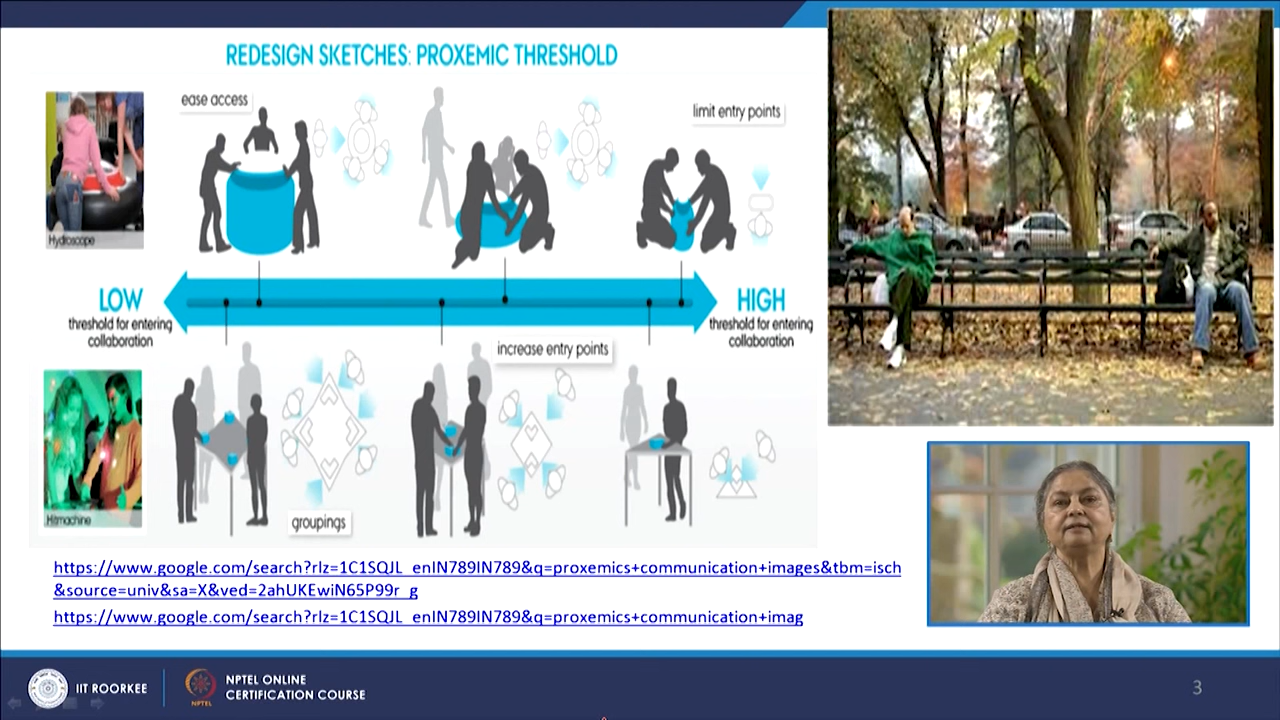 REDESIGN SKETCHES: PROXEMIC THRESHOLD
ease access
limit entry points
Hydroscope
LOW
threshold for entering
collaboration
HIGH
threshold for entering
collaboration
increase entry points
Hitmachine
groupings
https://www.google.com/search?rlz=1C1SQJL_enIN789IN789&q=proxemics+communication+images&tbm=isch
&source=univ&sa=X&ved=2ahUKEwiN65P99r_g
https://www.google.com/search?rlz=1C1SQJL_enIN789IN789&q=proxemics+communication+imag
IIT ROORKEE
NPTEL
NPTEL ONLINE
CERTIFICATION COURSE
3